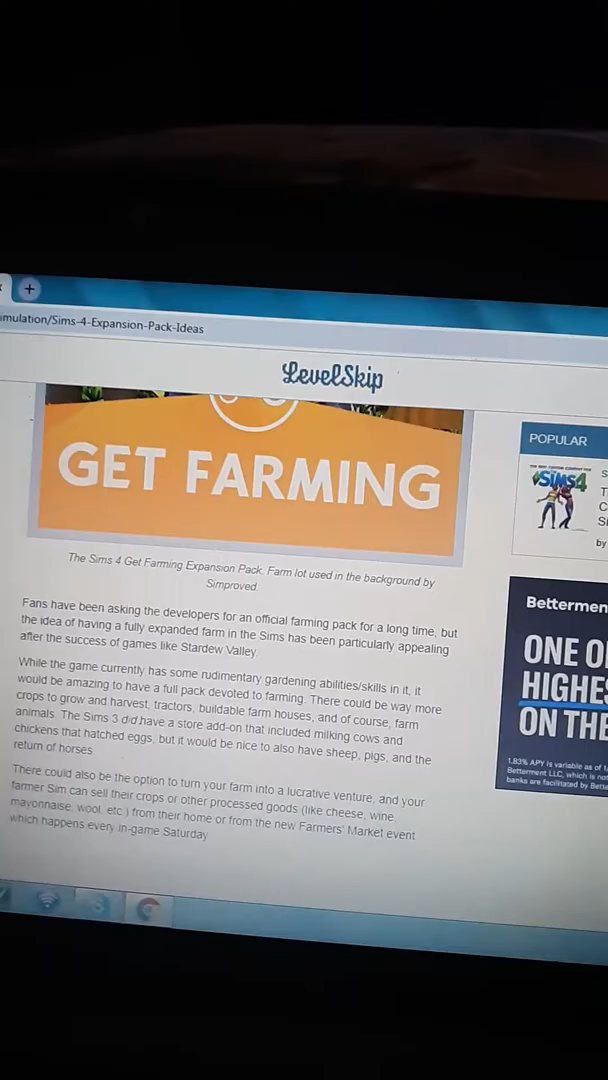 imulation/Sims-4-Expansion-Pack-Ideas
LevelSkip
GET FARMING
The Sims 4 Get Farming Expansion Pack. Farm lot used in the background by
Simproved.
Fans have been asking the developers for an official farming pack for a long time, but
the idea of having a fully expanded farm in the Sims has been particularly appealing
after the success of games like Stardew Valley.
While the game currently has some rudimentary gardening abilities/skills in it, it
would be amazing to have a full pack devoted to farming. There could be way more
crops to grow and harvest, tractors, buildable farm houses, and of course, farm
animals. The Sims 3 did have a store add-on that included milking cows and
chickens that hatched eggs, but it would be nice to also have sheep, pigs, and the
return of horses.
There could also be the option to turn your farm into a lucrative venture, and your
farmer Sim can sell their crops or other processed goods (like cheese, wine,
mayonnaise, wool, etc.) from their home or from the new Farmers' Market event
which happens every in-game Saturday.
POPULAR
SIMS4
S
T
C
Si
by
Bettermen
ONE O
HIGHES
ON THE
1.83% APY is variable as of
Betterment LLC, which is not
banks are facilitated by Bette